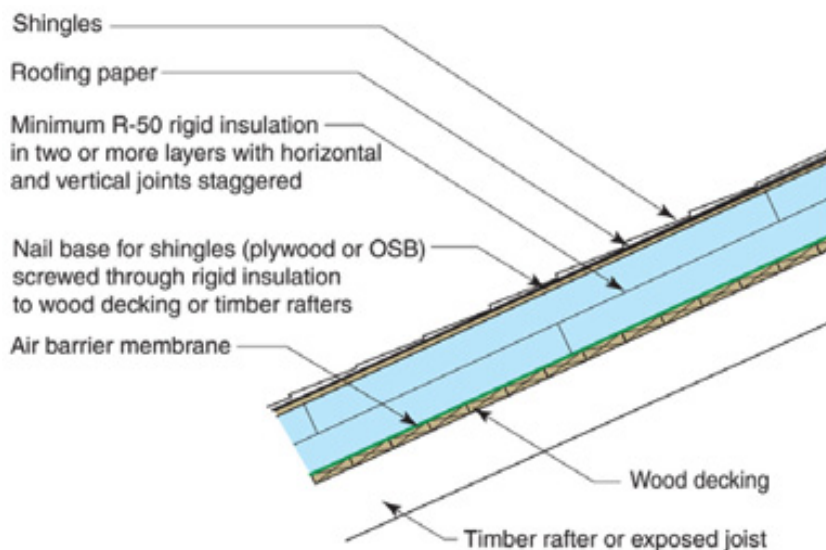 Shingles
Roofing paper
Minimum R-50 rigid insulation
in two or more layers with horizontal
and vertical joints staggered
Nail base for shingles (plywood or OSB)
screwed through rigid insulation
to wood decking or timber rafters
Air barrier membrane
Wood decking
Timber rafter or exposed joist